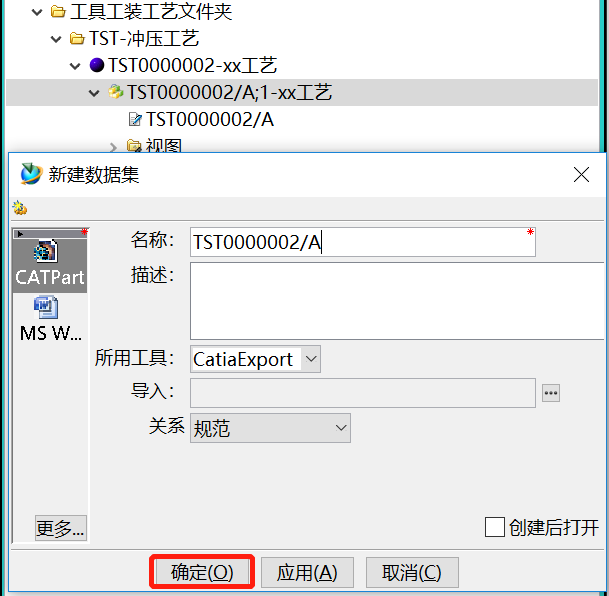 工具工装工艺文件夹
TST-冲压工艺
TST0000002-xx工艺
TST0000002/A;1-xx工艺
TST0000002/A
视图
新建数据集
CATPart
MS W...
更多...
名称: TST0000002/A *
描述:
所用工具: CatiaExport
导入: ...
关系 规范
创建后打开
确定(O) 应用(A) 取消(C)